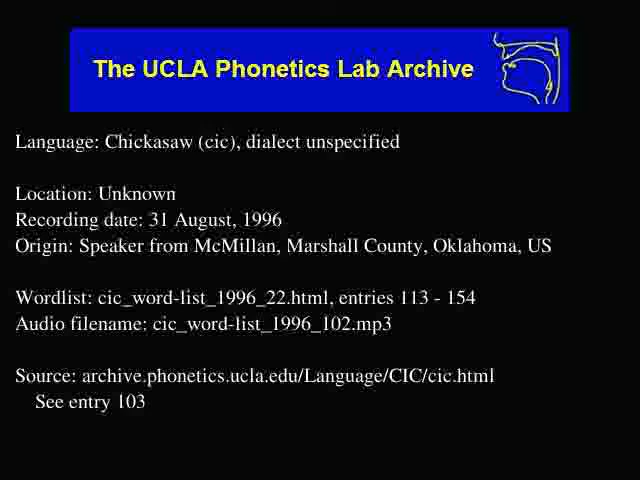 The UCLA Phonetics Lab Archive
Language: Chickasaw (cic), dialect unspecified
Location: Unknown
Recording date: 31 August, 1996
Origin: Speaker from McMillan, Marshall County, Oklahoma, US
Wordlist: cic_word-list_1996_22.html, entries 113 - 154
Audio filename: cic_word-list_1996_102.mp3
Source: archive.phonetics.ucla.edu/Language/CIC/cic.html
See entry 103